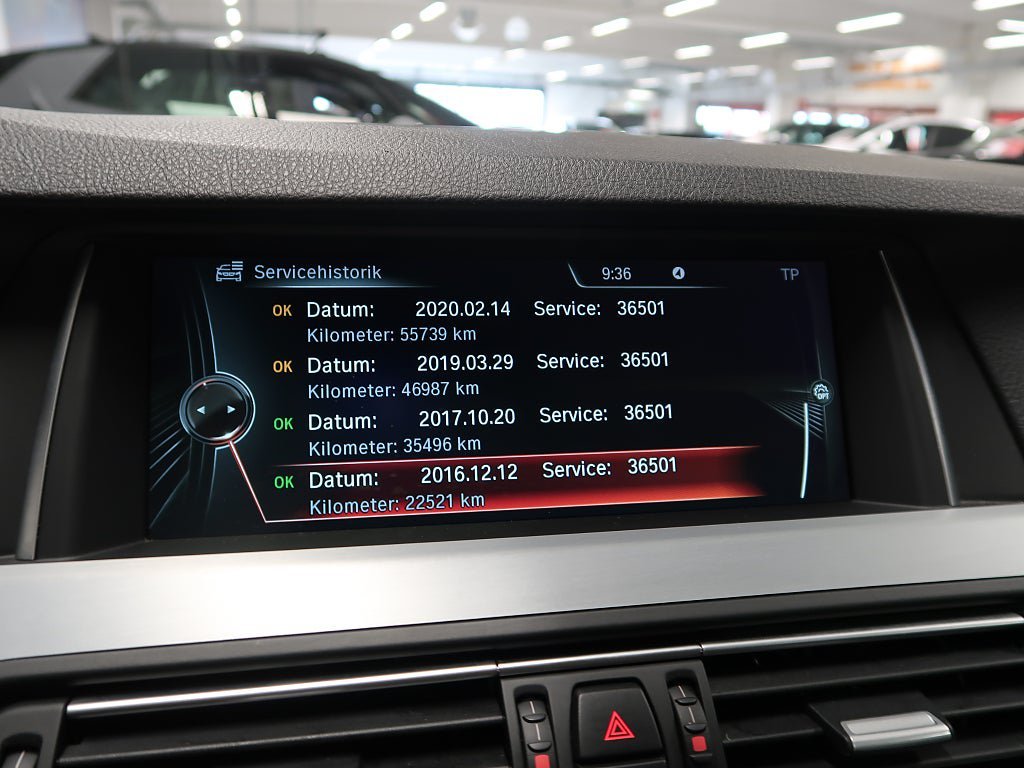 Servicehistorik 9:36 TP
OK Datum: 2020.02.14 Service: 36501
Kilometer: 55739 km
OK Datum: 2019.03.29 Service: 36501
Kilometer: 46987 km
OPT
OK Datum: 2017.10.20 Service: 36501
Kilometer: 35496 km
OK Datum: 2016.12.12 Service: 36501
Kilometer: 22521 km